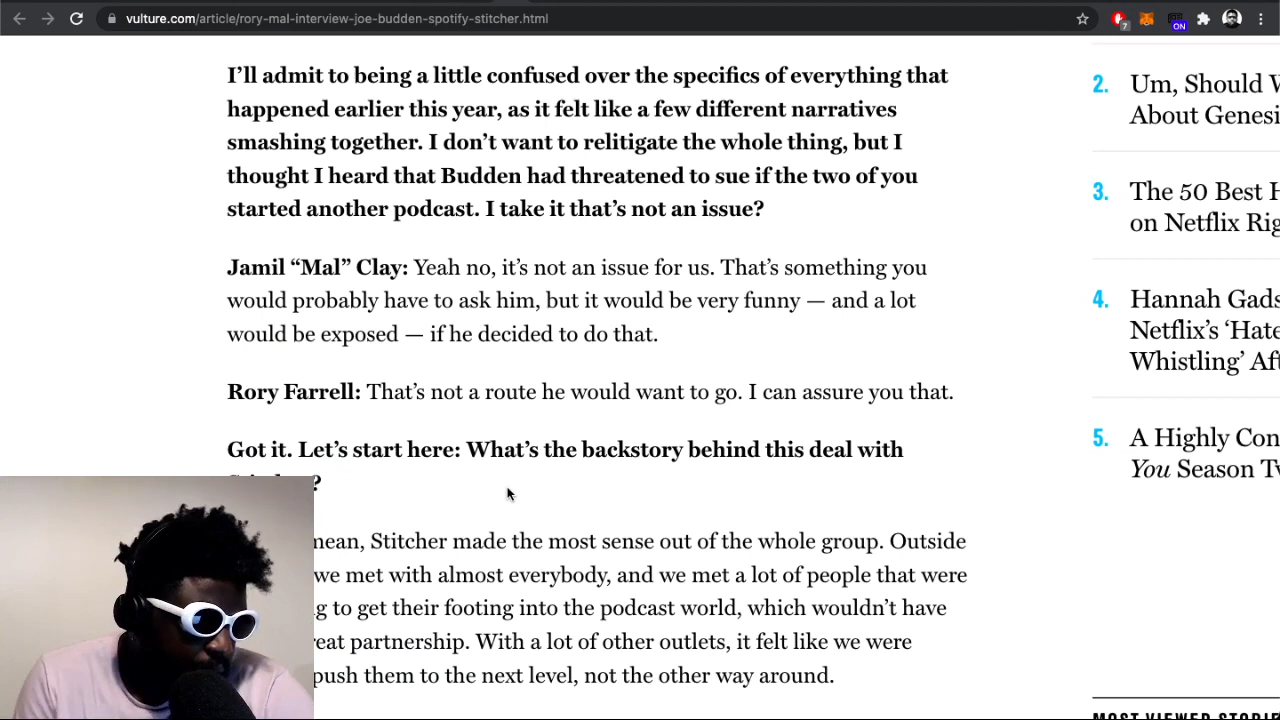 vulture.com/article/rory-mal-interview-joe-budden-spotify-stitcher.html
7
ON
I’ll admit to being a little confused over the specifics of everything that
happened earlier this year, as it felt like a few different narratives
smashing together. I don’t want to relitigate the whole thing, but I
thought I heard that Budden had threatened to sue if the two of you
started another podcast. I take it that’s not an issue?
Jamil “Mal” Clay: Yeah no, it’s not an issue for us. That’s something you
would probably have to ask him, but it would be very funny — and a lot
would be exposed — if he decided to do that.
Rory Farrell: That’s not a route he would want to go. I can assure you that.
Got it. Let’s start here: What’s the backstory behind this deal with
?
mean, Stitcher made the most sense out of the whole group. Outside
we met with almost everybody, and we met a lot of people that were
to get their footing into the podcast world, which wouldn’t have
partnership. With a lot of other outlets, it felt like we were
push them to the next level, not the other way around.
2. Um, Should
About
3. The 50 Best
on Netflix
4. Hannah
Netflix’s
Whistling’
5. A Highly
You Season
MOST VIEWED